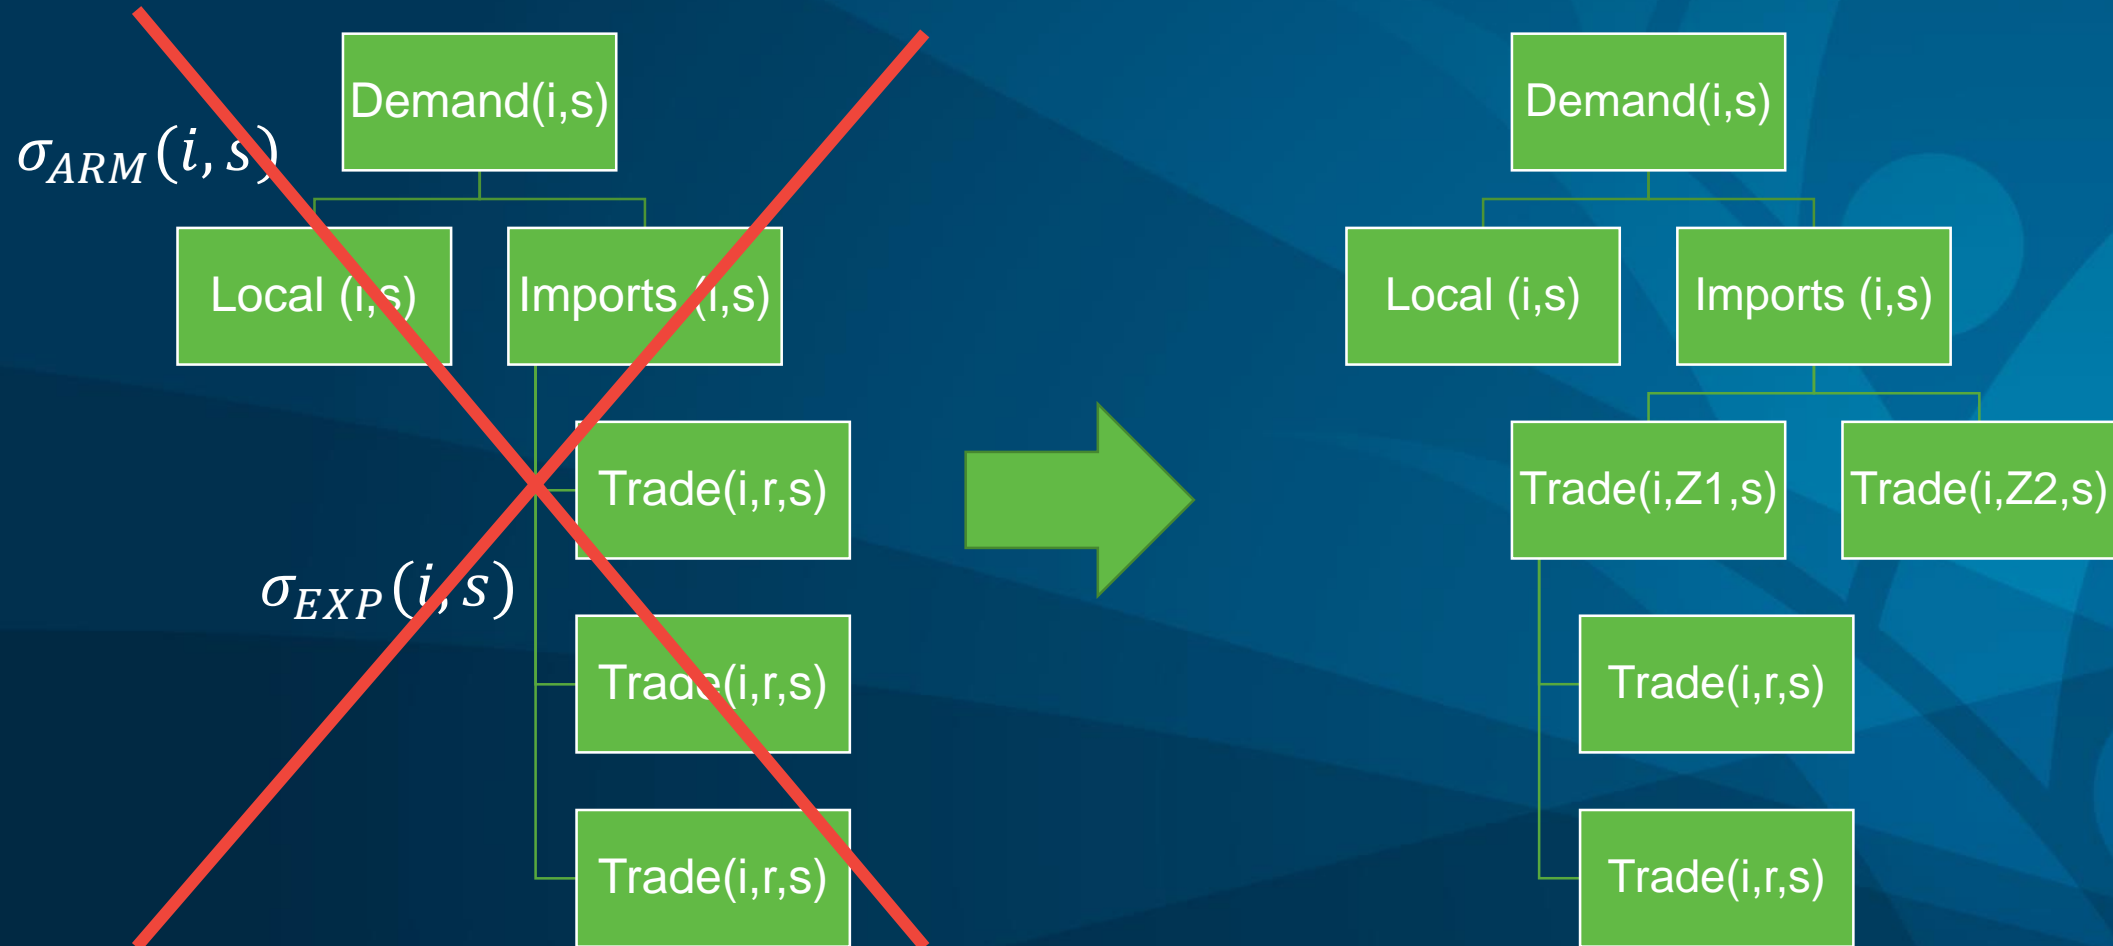 Demand(i,s)
σ_ARM(i, s)
Local (i,s)
Imports (i,s)
Trade(i,r,s)
σ_EXP(i, s)
Trade(i,r,s)
Trade(i,r,s)
Demand(i,s)
Local (i,s)
Imports (i,s)
Trade(i,Z1,s)
Trade(i,Z2,s)
Trade(i,r,s)
Trade(i,r,s)